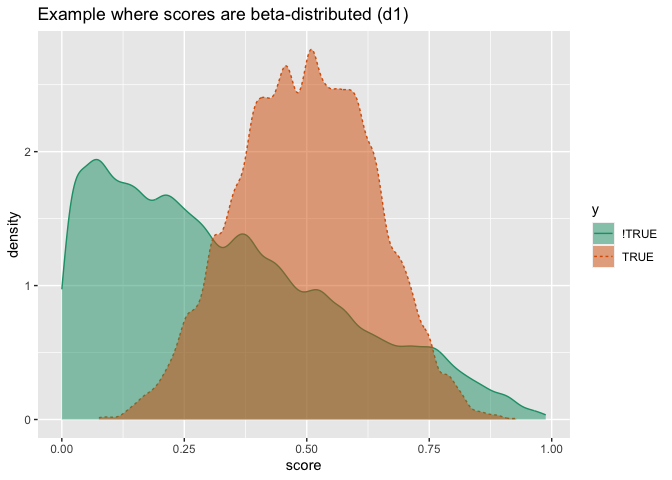 Example where scores are beta-distributed (d1)
density
2
1
0
0.00 0.25 0.50 0.75 1.00
score
y
!TRUE
TRUE